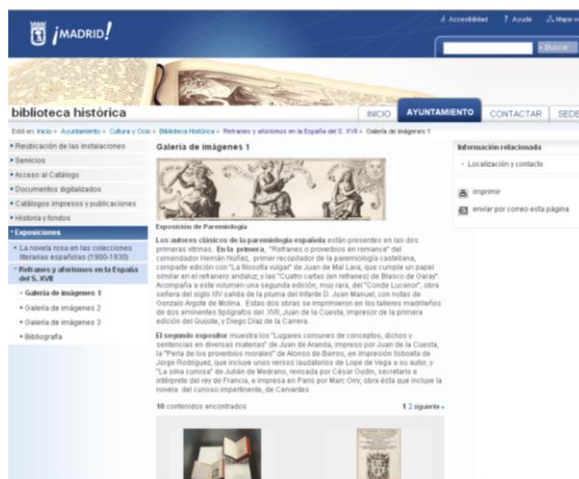 Accesibilidad ? Ayuda Mapa w
¡MADRID!
Buscar
biblioteca histórica
INICIO AYUNTAMIENTO CONTACTAR SEDE
Está en: Inicio » Ayuntamiento » Cultura y Ocio » Biblioteca Histórica » Refranes y aforismos en la España del S. XVII » Galería de imágenes 1
Reubicación de las instalaciones
Servicios
Acceso al Catálogo
Documentos digitalizados
Catálogos impresos y publicaciones
Historia y fondos
Exposiciones
La novela rosa en las colecciones
literarias españolas (1900-1930)
Refranes y aforismos en la España
del S. XVII
Galería de imágenes 1
Galería de imágenes 2
Galería de imágenes 3
Bibliografía
Galería de imágenes 1
Exposición de Paremiología
Los autores clásicos de la paremiología española están presentes en las dos
primeras vitrinas. En la primera, "Refranes o proverbios en romance" del
comendador Hernán Núñez, primer recopilador de la paremiología castellana,
comparte edición con "La filosofía vulgar" de Juan de Mal Lara, que cumple un papel
similar en el refranero andaluz, y las "Cuatro cartas (en refranes) de Blasco de Garay".
Acompaña a este volumen una segunda edición, muy rara, del "Conde Lucanor", obra
señera del siglo XIV salida de la pluma del infante D. Juan Manuel, con notas de
Gonzalo Argote de Molina. Estas dos obras se imprimieron en los talleres madrileños
de dos eminentes tipógrafos del XVII, Juan de la Cuesta, impresor de la primera
edición del Quijote, y Diego Díaz de la Carrera.
El segundo expositor muestra los "Lugares comunes de conceptos, dichos y
sentencias en diversas materias" de Juan de Aranda, impreso por Juan de la Cuesta,
la "Perla de los proverbios morales" de Alonso de Barros, en impresión lisboeta de
Jorge Rodríguez, que incluye unos versos laudatorios de Lope de Vega a su autor, y
"La silva curiosa" de Julián de Medrano, revisada por César Oudin, secretario e
intérprete del rey de Francia, e impresa en París por Marc Orry, obra ésta que incluye la
novela del curioso impertinente, de Cervantes
10 contenidos encontrados 1 2 siguiente »
Información relacionada
Localización y contacto
imprimir
enviar por correo esta página